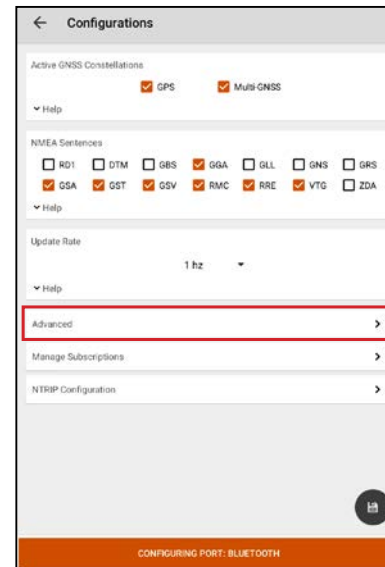 Configurations
Active GNSS Constellations
GPS Multi-GNSS
Help
NMEA Sentences
RD1 DTM GBS GGA GLL GNS GRS
GSA GST GSV RMC RRE VTG ZDA
Help
Update Rate
1 hz
Help
Advanced
Manage Subscriptions
NTRIP Configuration
CONFIGURING PORT: BLUETOOTH